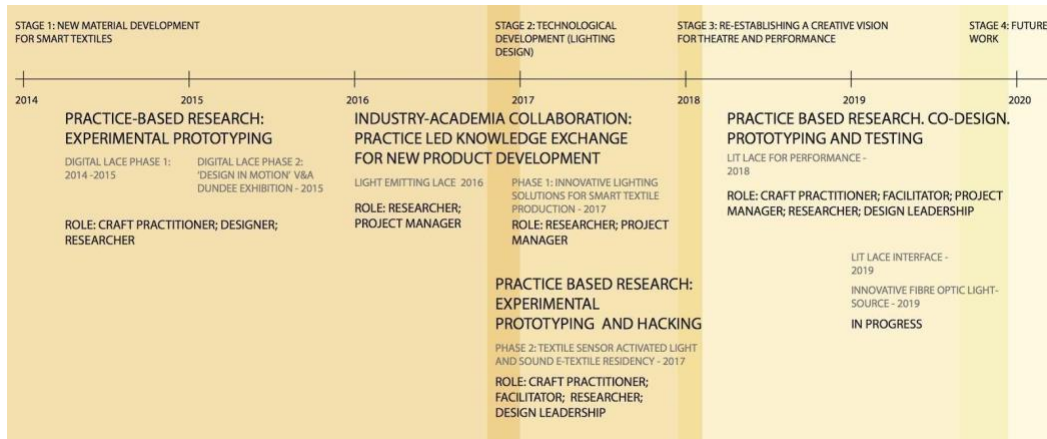 STAGE 1: NEW MATERIAL DEVELOPMENT
FOR SMART TEXTILES
STAGE 2: TECHNOLOGICAL
DEVELOPMENT (LIGHTING
DESIGN)
STAGE 3: RE-ESTABLISHING A CREATIVE VISION
FOR THEATRE AND PERFORMANCE
STAGE 4: FUTURE
WORK
2014
2015
2016
2017
2018
2019
2020
PRACTICE-BASED RESEARCH:
EXPERIMENTAL PROTOTYPING
DIGITAL LACE PHASE 1:
2014 -2015
DIGITAL LACE PHASE 2:
'DESIGN IN MOTION' V&A
DUNDEE EXHIBITION - 2015
ROLE: CRAFT PRACTITIONER; DESIGNER;
RESEARCHER
INDUSTRY-ACADEMIA COLLABORATION:
PRACTICE LED KNOWLEDGE EXCHANGE
FOR NEW PRODUCT DEVELOPMENT
LIGHT EMITTING LACE 2016
ROLE: RESEARCHER;
PROJECT MANAGER
PHASE 1: INNOVATIVE LIGHTING
SOLUTIONS FOR SMART TEXTILE
PRODUCTION - 2017
ROLE: RESEARCHER; PROJECT
MANAGER
PRACTICE BASED RESEARCH:
EXPERIMENTAL
PROTOTYPING AND HACKING
PHASE 2: TEXTILE SENSOR ACTIVATED LIGHT
AND SOUND E-TEXTILE RESIDENCY - 2017
ROLE: CRAFT PRACTITIONER;
FACILITATOR; RESEARCHER;
DESIGN LEADERSHIP
PRACTICE BASED RESEARCH. CO-DESIGN.
PROTOTYPING AND TESTING
LIT LACE FOR PERFORMANCE -
2018
ROLE: CRAFT PRACTITIONER; FACILITATOR; PROJECT
MANAGER; RESEARCHER; DESIGN LEADERSHIP
LIT LACE INTERFACE -
2019
INNOVATIVE FIBRE OPTIC LIGHT-
SOURCE - 2019
IN PROGRESS